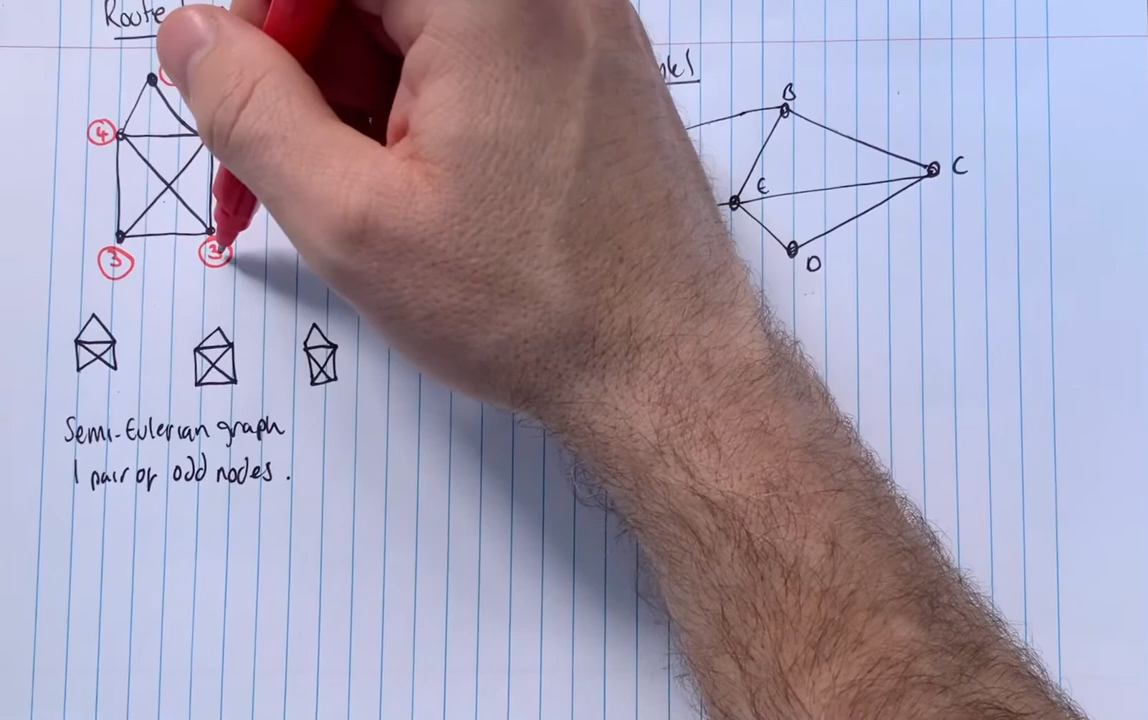 Route
4
3
3
B
E
C
D
Semi-Eulerian graph
1 pair of odd nodes.